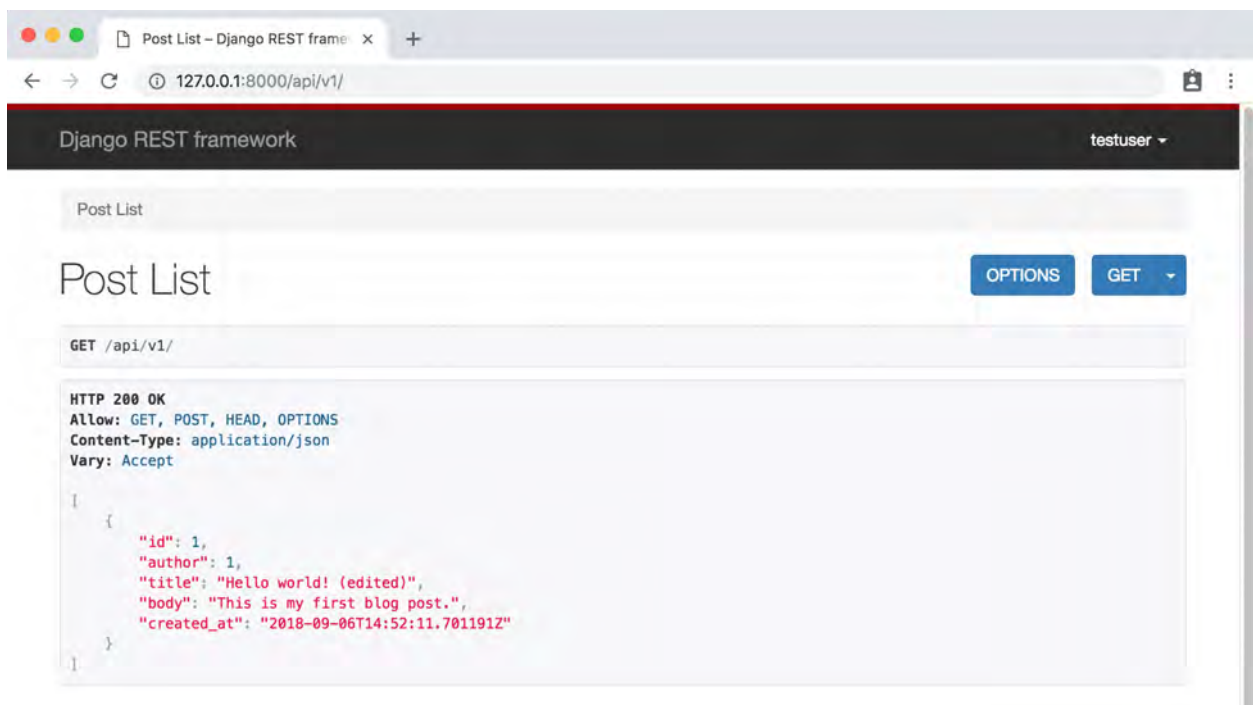 Post List – Django REST frame
127.0.0.1:8000/api/v1/
Django REST framework
testuser
Post List
Post List
OPTIONS
GET
GET /api/v1/
HTTP 200 OK
Allow: GET, POST, HEAD, OPTIONS
Content-Type: application/json
Vary: Accept
[
{
"id": 1,
"author": 1,
"title": "Hello world! (edited)",
"body": "This is my first blog post.",
"created_at": "2018-09-06T14:52:11.701191Z"
}
]